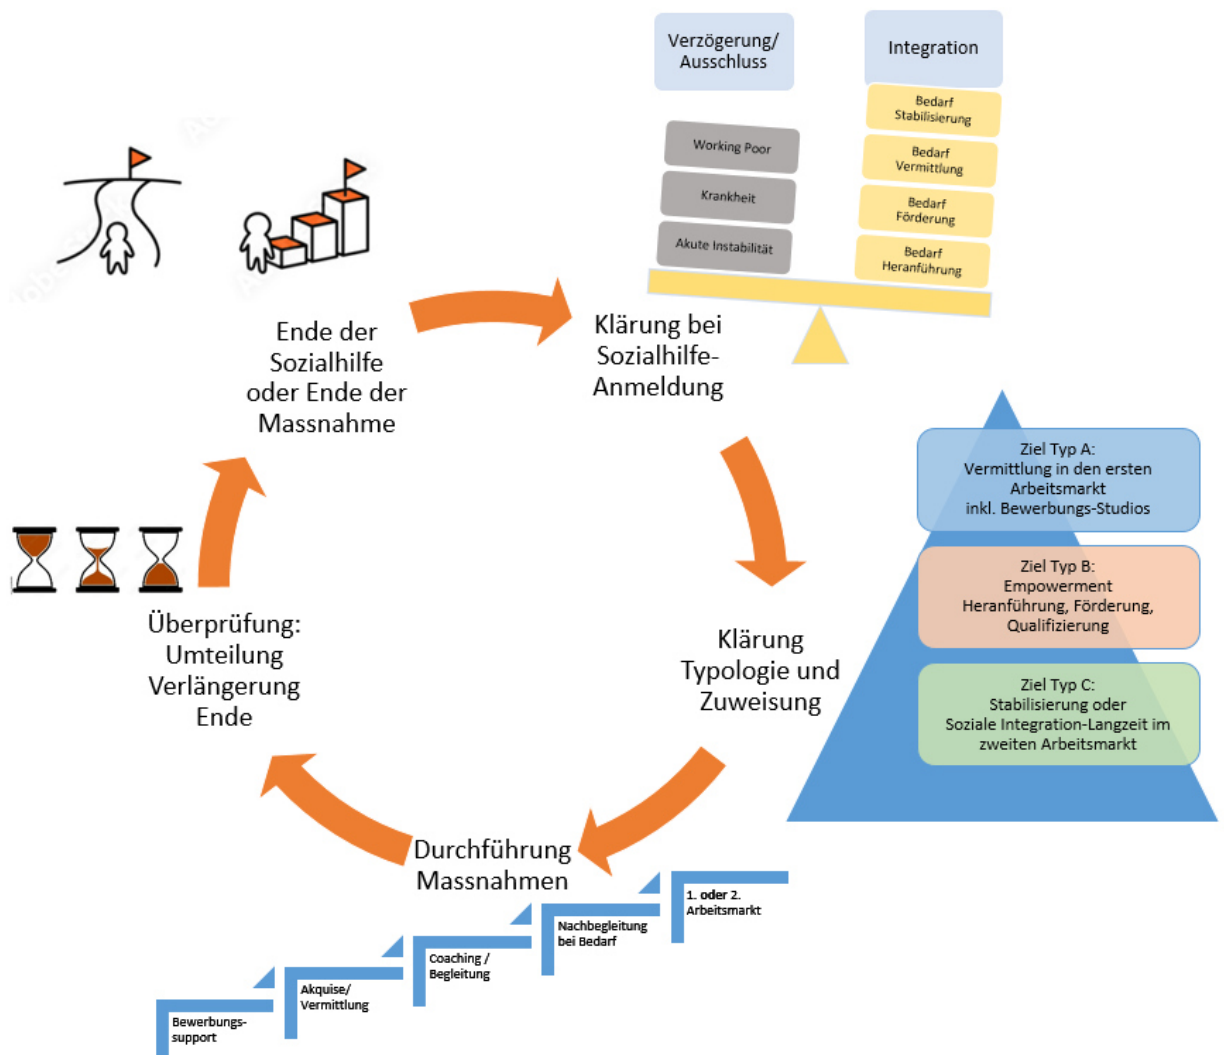 Verzögerung/
Ausschluss
Integration
Working Poor
Krankheit
Akute Instabilität
Bedarf
Stabilisierung
Bedarf
Vermittlung
Bedarf
Förderung
Bedarf
Heranführung
Klärung bei
Sozialhilfe-
Anmeldung
Ziel Typ A:
Vermittlung in den ersten
Arbeitsmarkt
inkl. Bewerbungs-Studios
Ziel Typ B:
Empowerment
Heranführung, Förderung,
Qualifizierung
Ziel Typ C:
Stabilisierung oder
Soziale Integration-Langzeit im
zweiten Arbeitsmarkt
Klärung
Typologie und
Zuweisung
Durchführung
Massnahmen
Bewerbungs-
support
Akquise/
Vermittlung
Coaching /
Begleitung
Nachbegleitung
bei Bedarf
1. oder 2.
Arbeitsmarkt
Überprüfung:
Umteilung
Verlängerung
Ende
Ende der
Sozialhilfe
oder Ende der
Massnahme